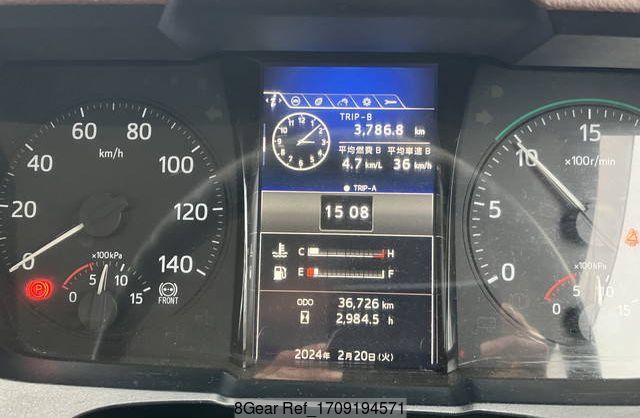 TRIP-B
3,786.8 km
平均燃費 B 平均車速 B
4.7 km/L 36 km/h
TRIP-A
15 08
C H
E F
ODO 36,726 km
2,984.5 h
2024年 2月20日(火)
0 20 40 60 80 100 120 140
km/h
×100kPa
0 5 10 15
P
FRONT
0 5 10 15
×100r/min
×100kPa
0 5 10 15
8Gear Ref_1709194571